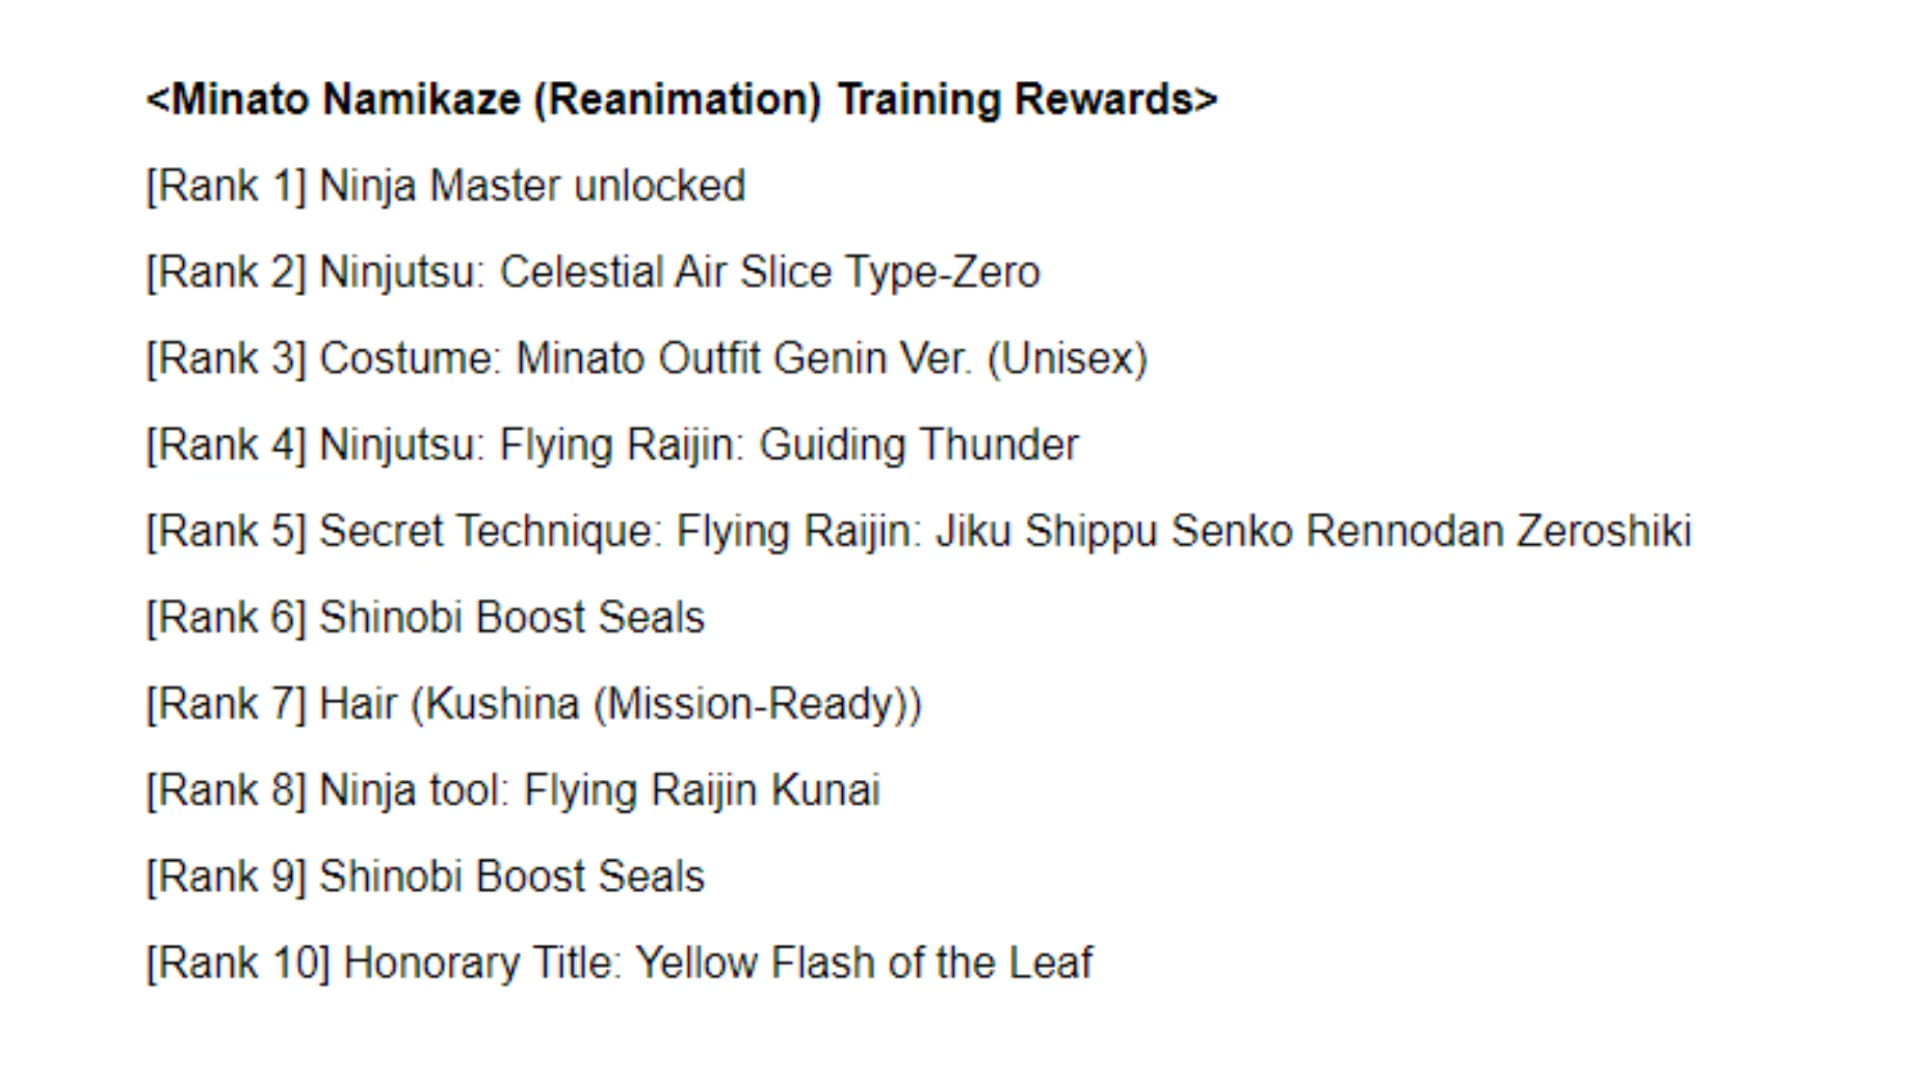 <Minato Namikaze (Reanimation) Training Rewards>
[Rank 1] Ninja Master unlocked
[Rank 2] Ninjutsu: Celestial Air Slice Type-Zero
[Rank 3] Costume: Minato Outfit Genin Ver. (Unisex)
[Rank 4] Ninjutsu: Flying Raijin: Guiding Thunder
[Rank 5] Secret Technique: Flying Raijin: Jiku Shippu Senko Rennodan Zeroshiki
[Rank 6] Shinobi Boost Seals
[Rank 7] Hair (Kushina (Mission-Ready))
[Rank 8] Ninja tool: Flying Raijin Kunai
[Rank 9] Shinobi Boost Seals
[Rank 10] Honorary Title: Yellow Flash of the Leaf